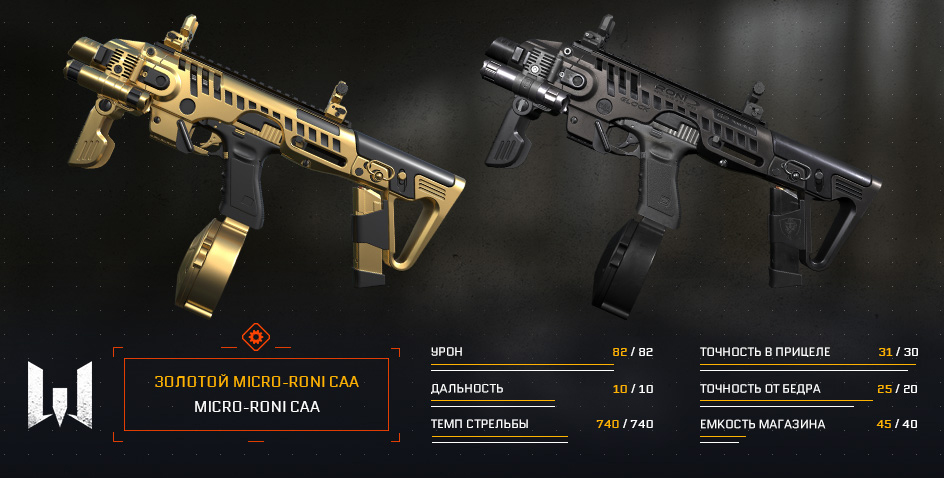 ЗОЛОТОЙ MICRO-RONI CAA
MICRO-RONI CAA
УРОН 82 / 82
ДАЛЬНОСТЬ 10 / 10
ТЕМП СТРЕЛЬБЫ 740 / 740
ТОЧНОСТЬ В ПРИЦЕЛЕ 31 / 30
ТОЧНОСТЬ ОТ БЕДРА 25 / 20
ЕМКОСТЬ МАГАЗИНА 45 / 40